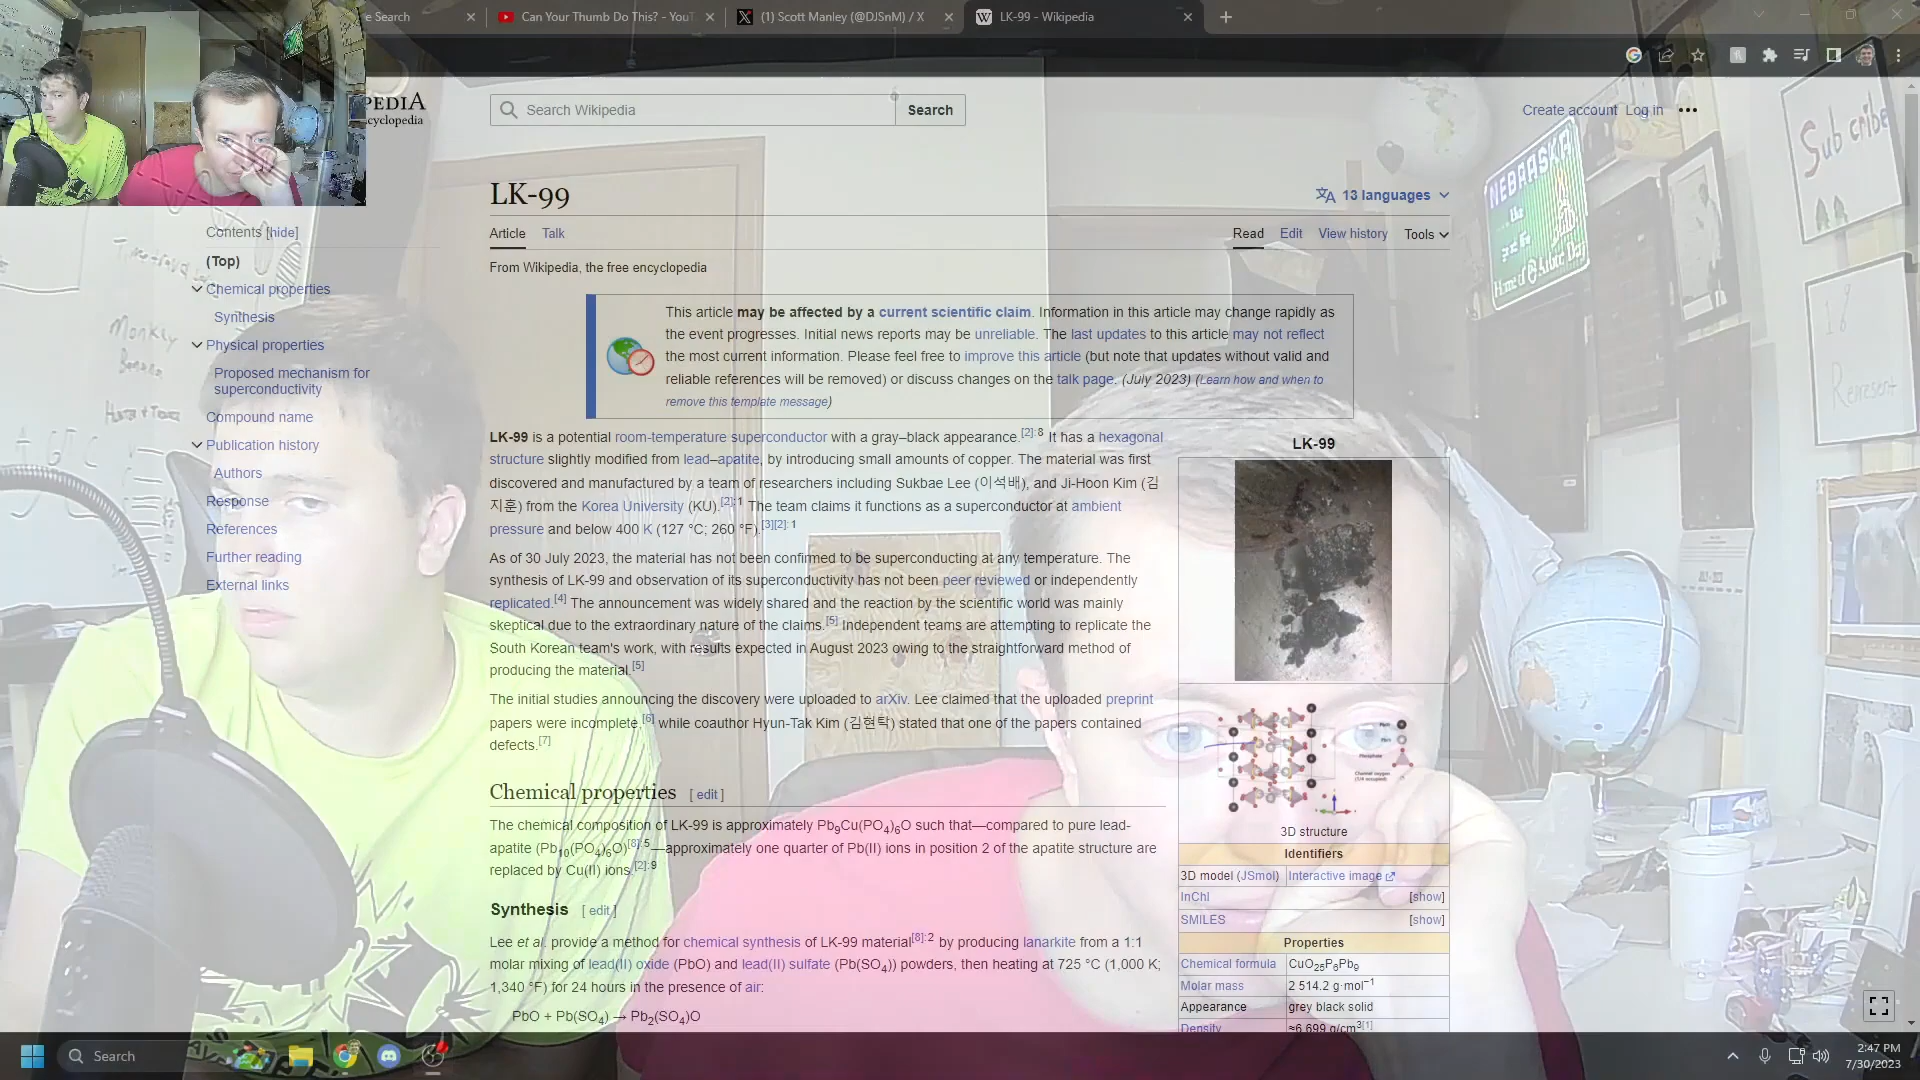 e Search
Can Your Thumb Do This? - YouT
(1) Scott Manley (@DJSnM) / X
LK-99 - Wikipedia
PEDIA
cyclopedia
Search Wikipedia
Search
Create account
Log in
Sub cribe
NEBRASKA
the
Home of Arbor Day
LK-99
13 languages
Article
Talk
Read
Edit
View history
Tools
Contents [hide]
(Top)
Chemical properties
Synthesis
Physical properties
Proposed mechanism for
superconductivity
Compound name
Publication history
Authors
Response
References
Further reading
External links
Monkey
Banana
18
Represent
From Wikipedia, the free encyclopedia
This article may be affected by a current scientific claim. Information in this article may change rapidly as
the event progresses. Initial news reports may be unreliable. The last updates to this article may not reflect
the most current information. Please feel free to improve this article (but note that updates without valid and
reliable references will be removed) or discuss changes on the talk page. (July 2023) (Learn how and when to
remove this template message)
LK-99 is a potential room-temperature superconductor with a gray–black appearance.[2]: 8 It has a hexagonal
structure slightly modified from lead–apatite, by introducing small amounts of copper. The material was first
discovered and manufactured by a team of researchers including Sukbae Lee (이석배), and Ji-Hoon Kim (김
지훈) from the Korea University (KU).[2]: 1 The team claims it functions as a superconductor at ambient
pressure and below 400 K (127 °C; 260 °F).[3][2]: 1
As of 30 July 2023, the material has not been confirmed to be superconducting at any temperature. The
synthesis of LK-99 and observation of its superconductivity has not been peer reviewed or independently
replicated.[4] The announcement was widely shared and the reaction by the scientific world was mainly
skeptical due to the extraordinary nature of the claims.[5] Independent teams are attempting to replicate the
South Korean team's work, with results expected in August 2023 owing to the straightforward method of
producing the material.[5]
The initial studies announcing the discovery were uploaded to arXiv. Lee claimed that the uploaded preprint
papers were incomplete,[6] while coauthor Hyun-Tak Kim (김현탁) stated that one of the papers contained
defects.[7]
Chemical properties [ edit ]
The chemical composition of LK-99 is approximately Pb9Cu(PO4)6O such that—compared to pure lead-
apatite (Pb10(PO4)6O)[8]: 5—approximately one quarter of Pb(II) ions in position 2 of the apatite structure are
replaced by Cu(II) ions.[2]: 9
Synthesis [ edit ]
Lee et al. provide a method for chemical synthesis of LK-99 material[8]: 2 by producing lanarkite from a 1:1
molar mixing of lead(II) oxide (PbO) and lead(II) sulfate (Pb(SO4)) powders, then heating at 725 °C (1,000 K;
1,340 °F) for 24 hours in the presence of air:
PbO + Pb(SO4) → Pb2(SO4)O
LK-99
3D structure
Identifiers
3D model (JSmol) Interactive image
InChI [show]
SMILES [show]
Properties
Chemical formula CuO25P6Pb9
Molar mass 2 514.2 g·mol−1
Appearance grey black solid
Density ≈6.699 g/cm3[1]
Search
2:47 PM
7/30/2023